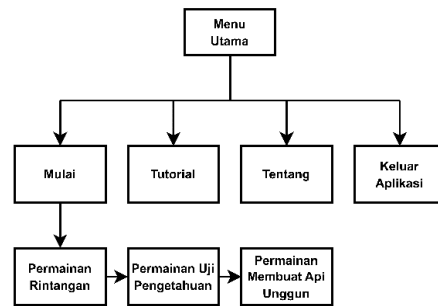 Menu
Utama
Mulai
Tutorial
Tentang
Keluar
Aplikasi
Permainan
Rintangan
Permainan Uji
Pengetahuan
Permainan
Membuat Api
Unggun